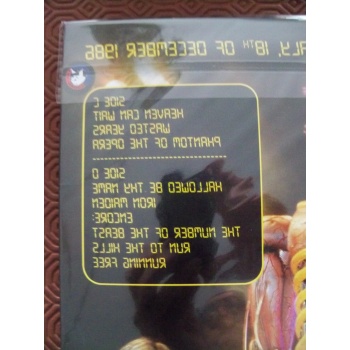 ALY, 18TH OF DECEMBER 1986
SIDE C
HEAVEN CAN WAIT
WASTED YEARS
PHANTOM OF THE OPERA
------------------------------
SIDE D
HALLOWED BE THY NAME
IRON MAIDEN
ENCORE:
THE NUMBER OF THE BEAST
RUN TO THE HILLS
RUNNING FREE